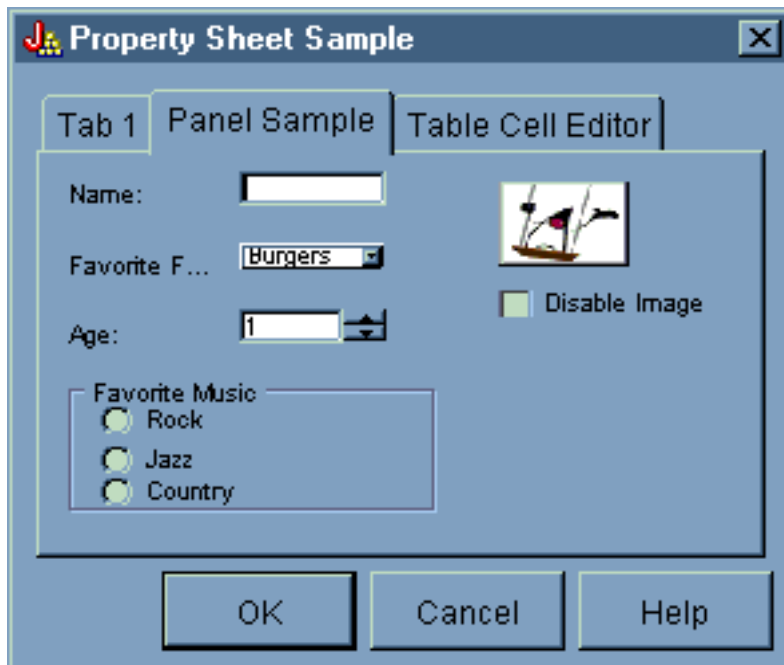 Property Sheet Sample
Tab 1 Panel Sample Table Cell Editor
Name:
Favorite F... Burgers
Disable Image
Age: 1
Favorite Music
Rock
Jazz
Country
OK Cancel Help